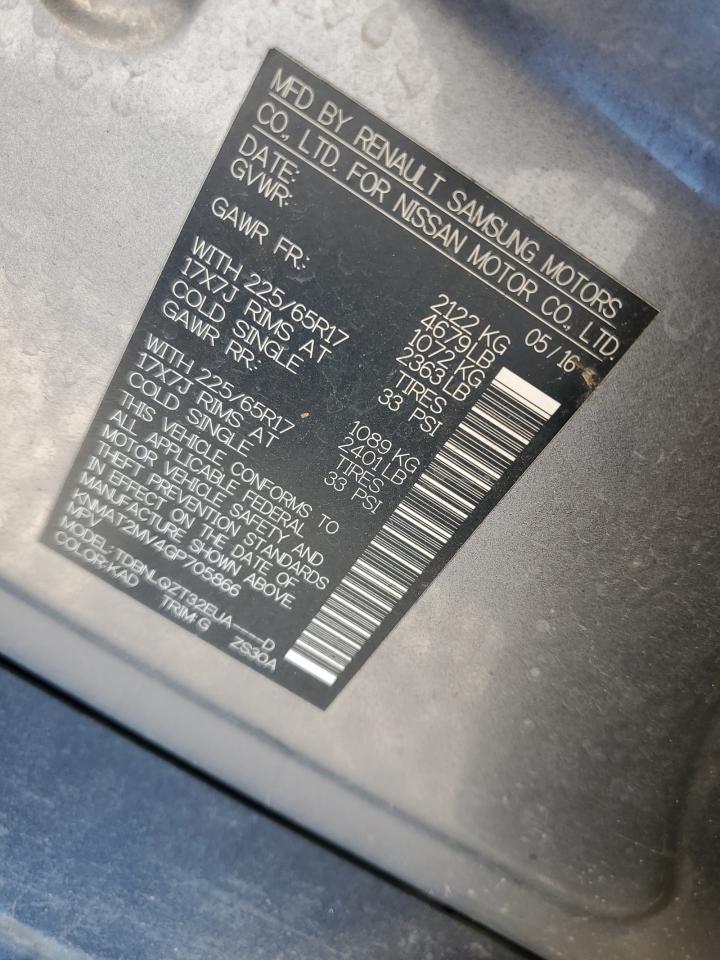 MFD BY RENAULT SAMSUNG MOTORS
CO., LTD. FOR NISSAN MOTOR CO., LTD.
DATE: 05/16
GVWR: 2122 KG
4679 LB
GAWR FR: 1072 KG
2363 LB
WITH 225/65R17 TIRES
17X7J RIMS AT 33 PSI
COLD SINGLE
GAWR RR: 1089 KG
2401 LB
WITH 225/65R17 TIRES
17X7J RIMS AT 33 PSI
COLD SINGLE
THIS VEHICLE CONFORMS TO
ALL APPLICABLE FEDERAL
MOTOR VEHICLE SAFETY AND
THEFT PREVENTION STANDARDS
IN EFFECT ON THE DATE OF
MANUFACTURE SHOWN ABOVE.
KNMAT2MV4GP705866
MPV
MODEL:TDBNLQZT32EUA-----D
COLOR:KAD TRIM:G ZS30A